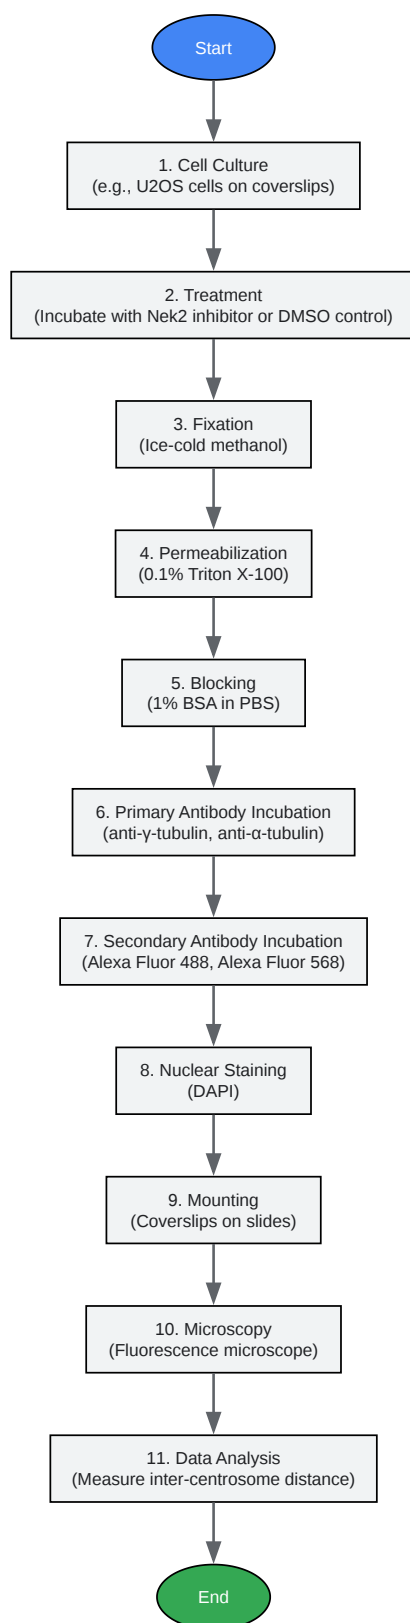 Start
1. Cell Culture
(e.g., U2OS cells on coverslips)
2. Treatment
(Incubate with Nek2 inhibitor or DMSO control)
3. Fixation
(Ice-cold methanol)
4. Permeabilization
(0.1% Triton X-100)
5. Blocking
(1% BSA in PBS)
6. Primary Antibody Incubation
(anti-γ-tubulin, anti-α-tubulin)
7. Secondary Antibody Incubation
(Alexa Fluor 488, Alexa Fluor 568)
8. Nuclear Staining
(DAPI)
9. Mounting
(Coverslips on slides)
10. Microscopy
(Fluorescence microscope)
11. Data Analysis
(Measure inter-centrosome distance)
End